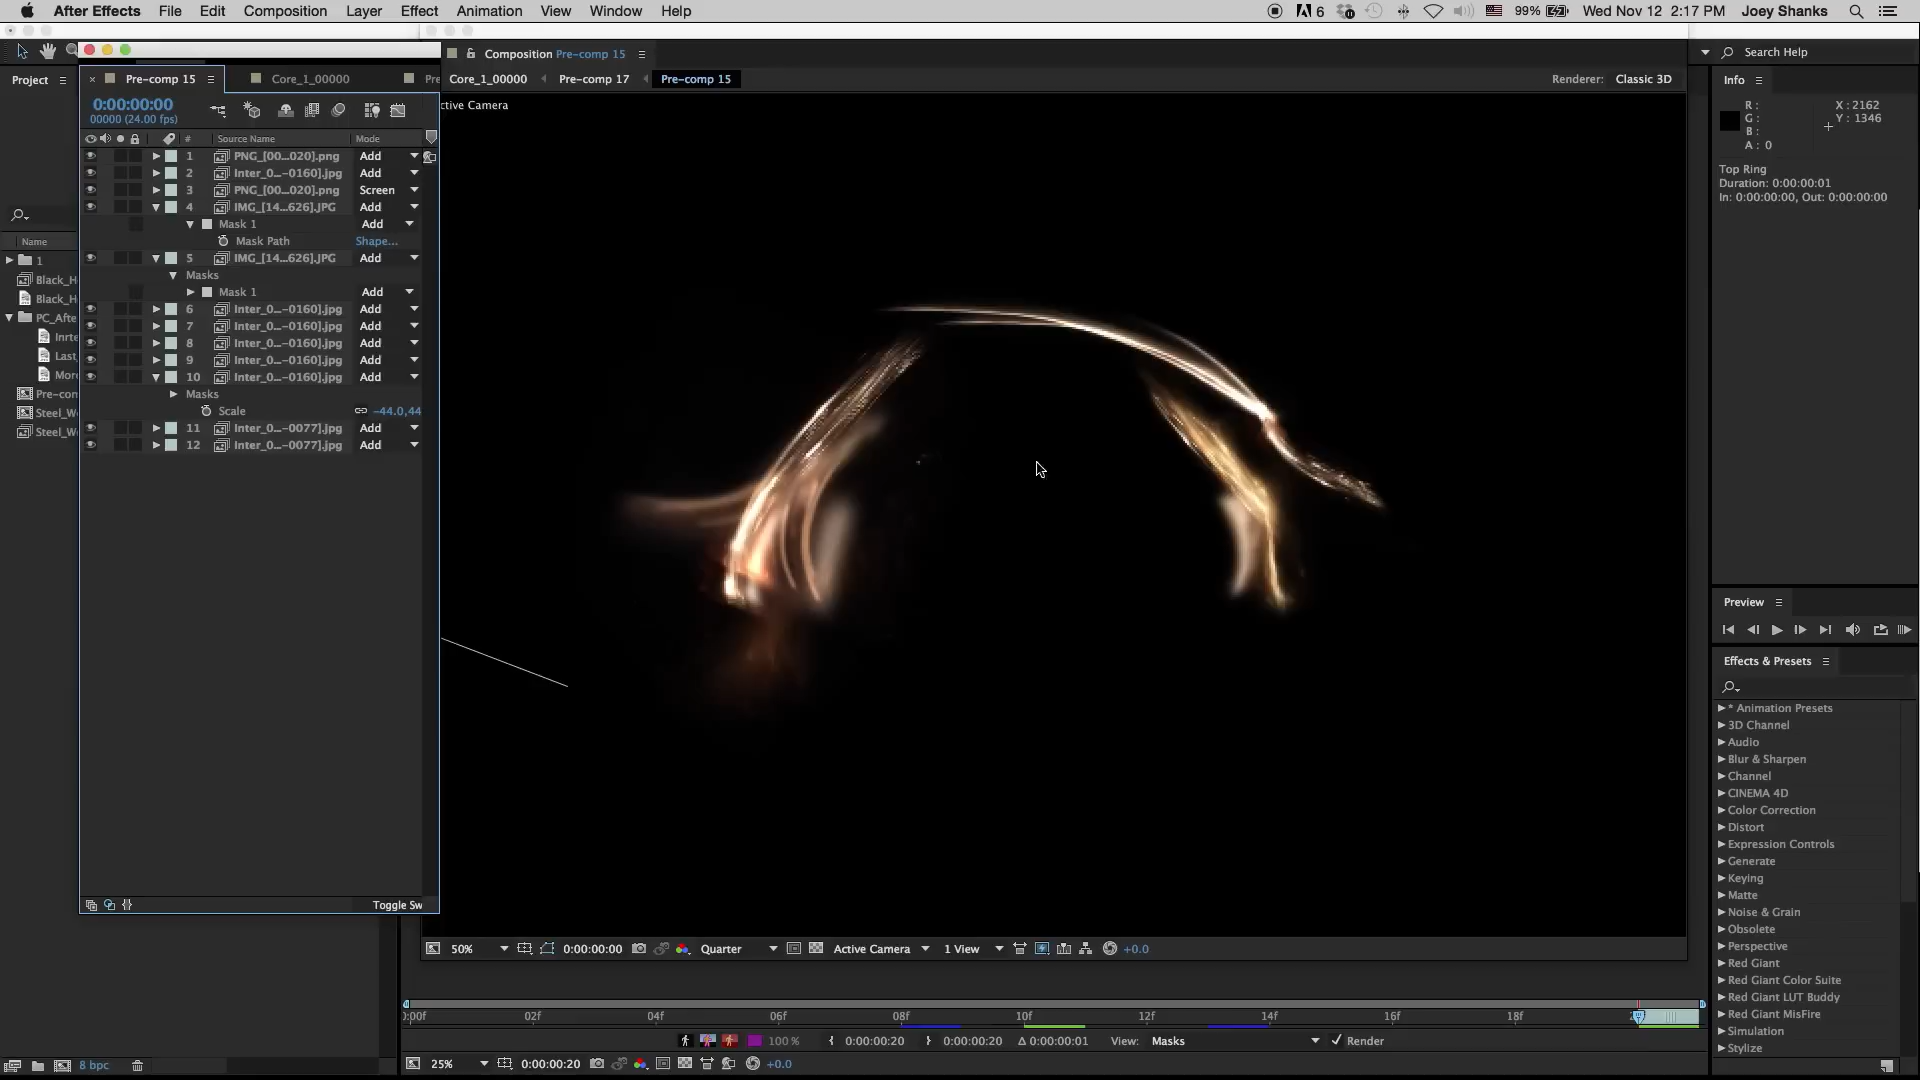 After Effects File Edit Composition Layer Effect Animation View Window Help
6 99% Wed Nov 12 2:17 PM Joey Shanks
Project
Pre-comp 15 Core_1_00000 Pre
0:00:00:00
00000 (24.00 fps)
# Source Name Mode
1 PNG_[00...020].png Add
2 Inter_0...-0160].jpg Add
3 PNG_[00...020].png Screen
4 IMG_[14...626].JPG Add
Mask 1 Add
Mask Path Shape...
5 IMG_[14...626].JPG Add
Masks
Mask 1 Add
6 Inter_0...-0160].jpg Add
7 Inter_0...-0160].jpg Add
8 Inter_0...-0160].jpg Add
9 Inter_0...-0160].jpg Add
10 Inter_0...-0160].jpg Add
Masks
Scale -44.0,44
11 Inter_0...-0077].jpg Add
12 Inter_0...-0077].jpg Add
Toggle Sw
Name
1
Black_H
Black_H
PC_Afte
Inrte
Last_
More
Pre-con
Steel_W
Steel_W
8 bpc
Composition Pre-comp 15
Core_1_00000 Pre-comp 17 Pre-comp 15
Renderer: Classic 3D
ctive Camera
50% 0:00:00:00 Quarter Active Camera 1 View +0.0
0:00f 02f 04f 06f 08f 10f 12f 14f 16f 18f
100 % 0:00:00:20 0:00:00:20 Δ 0:00:00:01 View: Masks Render
25% 0:00:00:20 +0.0
Search Help
Info
R: X : 2162
G: Y : 1346
B:
A: 0
Top Ring
Duration: 0:00:00:01
In: 0:00:00:00, Out: 0:00:00:00
Preview
Effects & Presets
* Animation Presets
3D Channel
Audio
Blur & Sharpen
Channel
CINEMA 4D
Color Correction
Distort
Expression Controls
Generate
Keying
Matte
Noise & Grain
Obsolete
Perspective
Red Giant
Red Giant Color Suite
Red Giant LUT Buddy
Red Giant MisFire
Simulation
Stylize